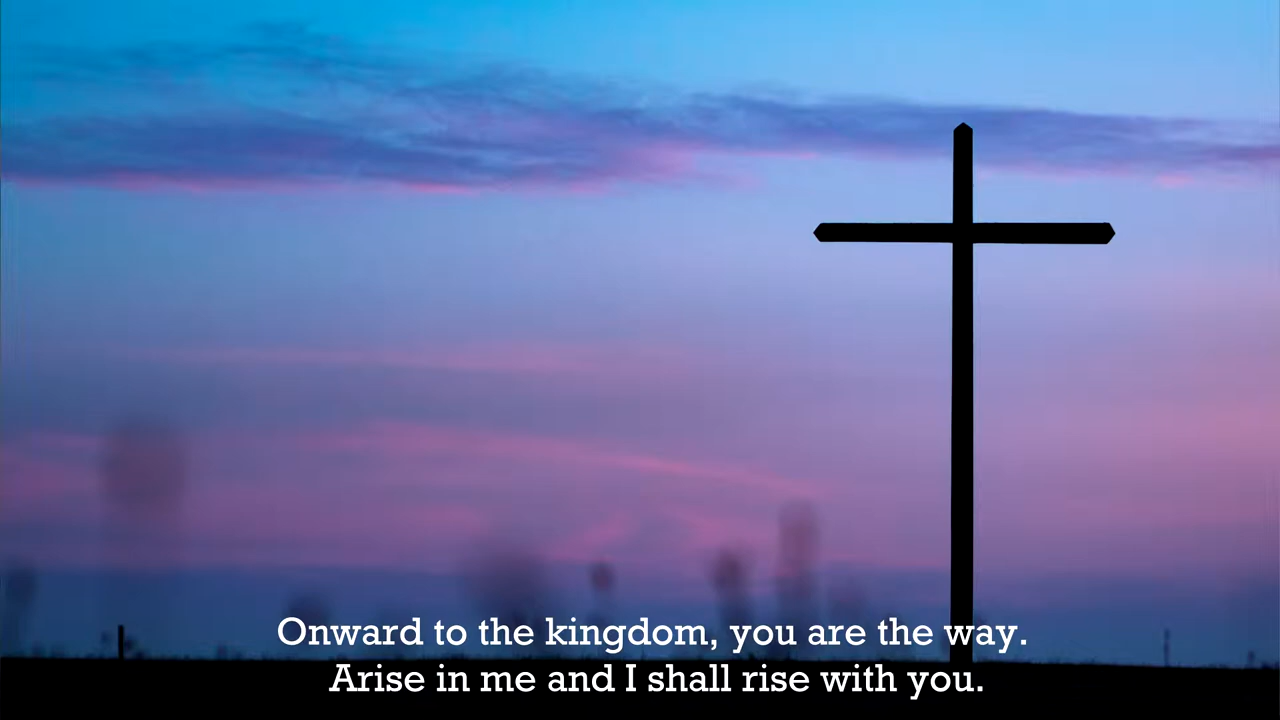 Onward to the kingdom, you are the way.
Arise in me and I shall rise with you.